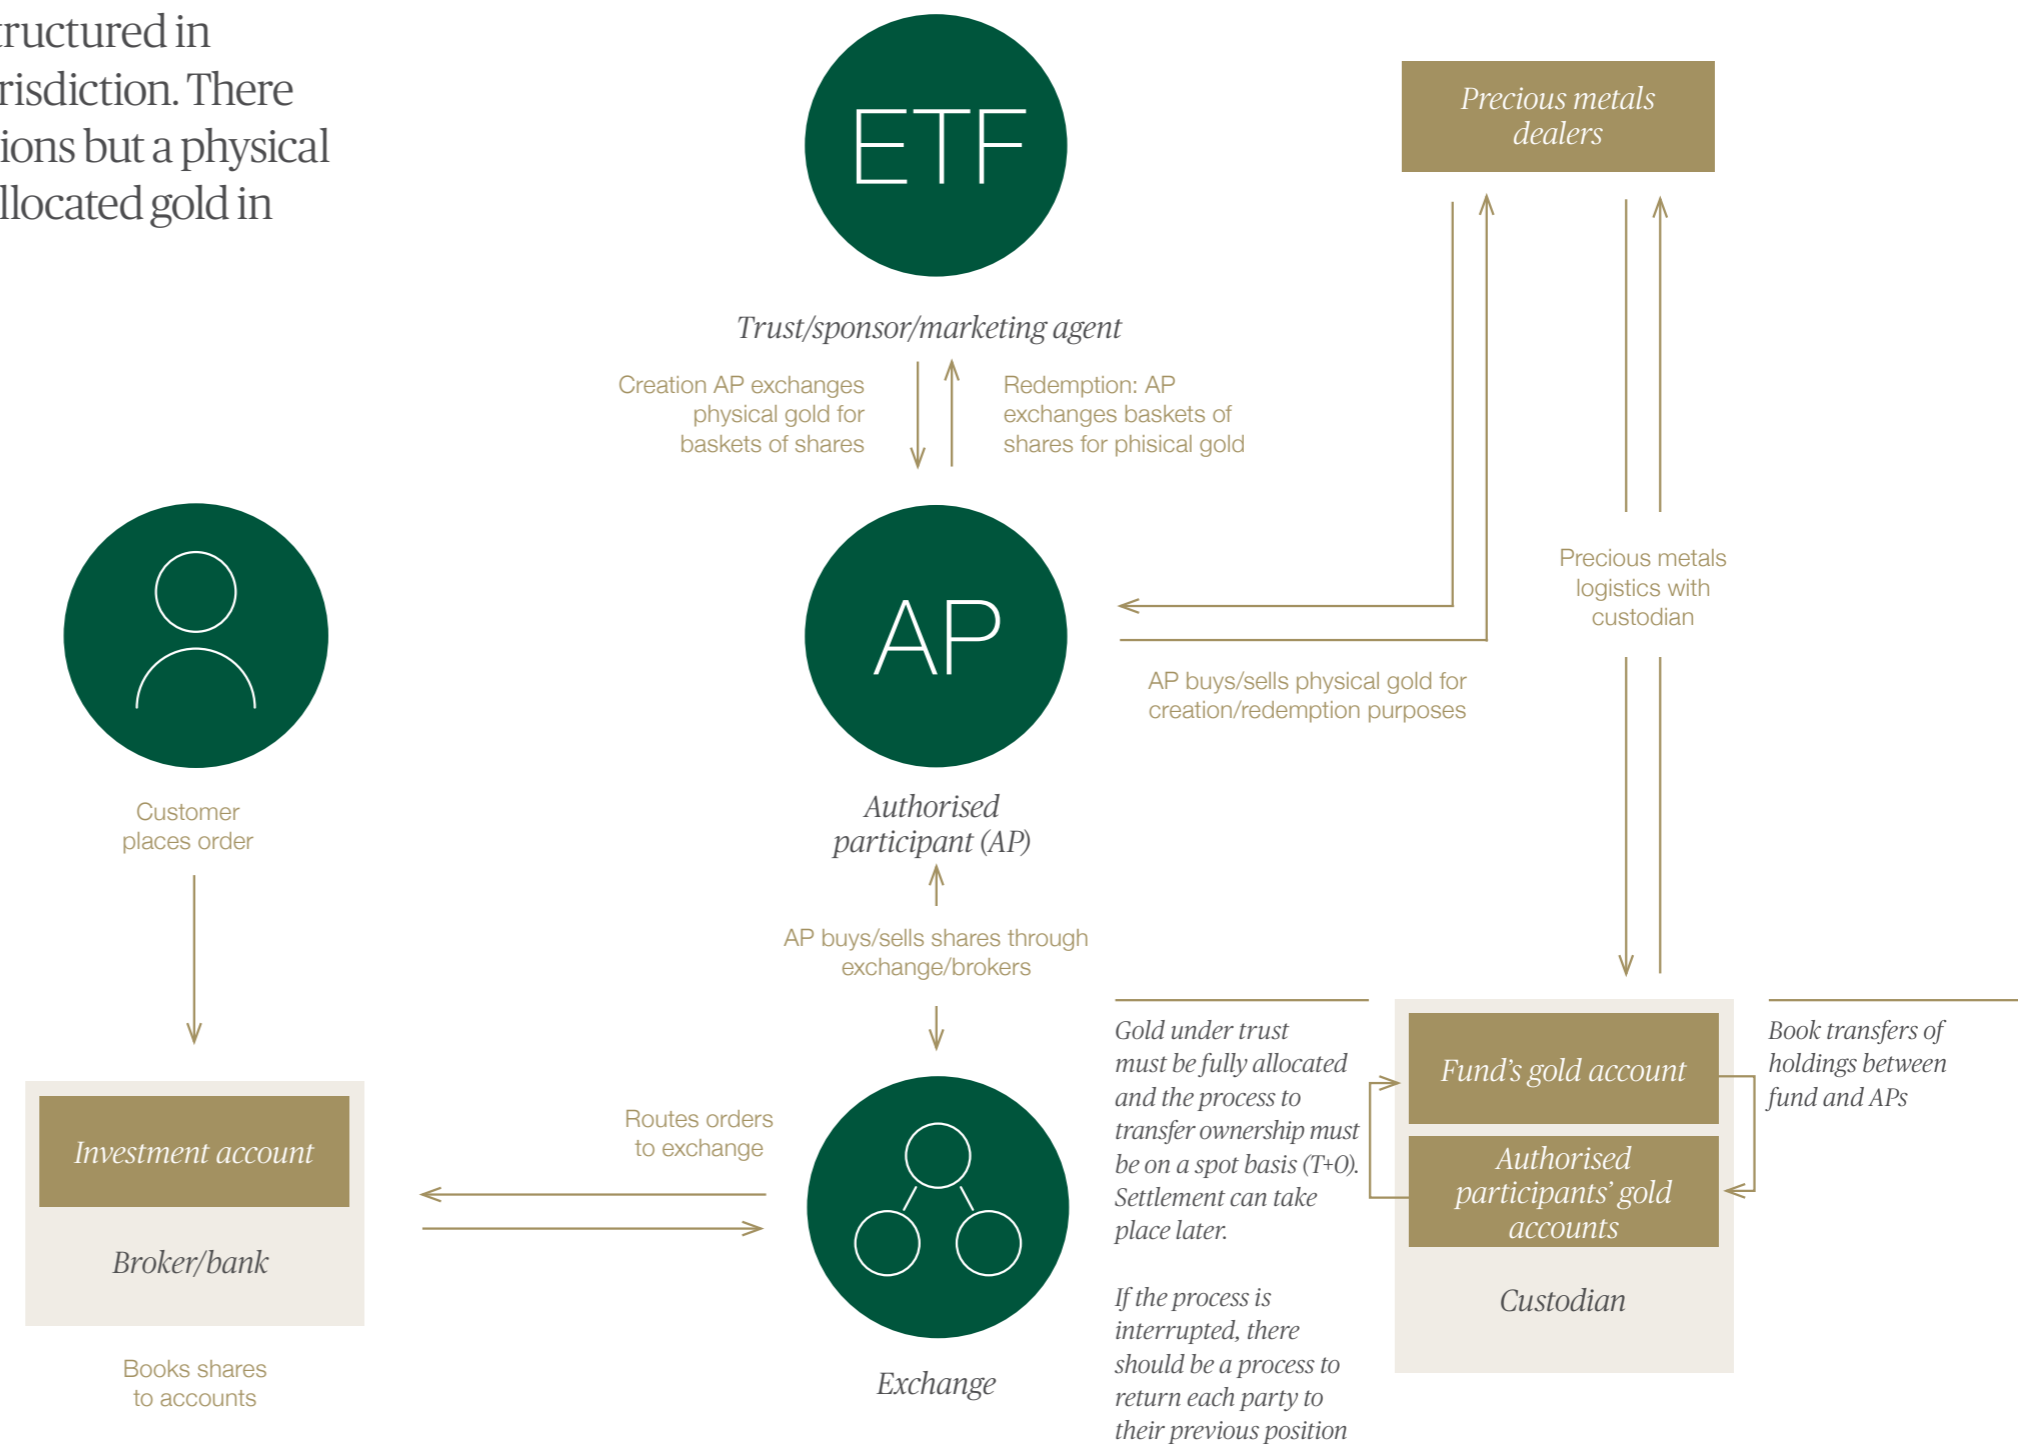 tructured in
risdiction. There
ions but a physical
llocated gold in
ETF
Trust/sponsor/marketing agent
Creation AP exchanges
physical gold for
baskets of shares
Redemption: AP
exchanges baskets of
shares for phisical gold
Precious metals
dealers
AP
Authorised
participant (AP)
AP buys/sells physical gold for
creation/redemption purposes
Precious metals
logistics with
custodian
Customer
places order
AP buys/sells shares through
exchange/brokers
Investment account
Broker/bank
Books shares
to accounts
Routes orders
to exchange
Exchange
Gold under trust
must be fully allocated
and the process to
transfer ownership must
be on a spot basis (T+0).
Settlement can take
place later.
If the process is
interrupted, there
should be a process to
return each party to
their previous position
Fund's gold account
Authorised
participants' gold
accounts
Custodian
Book transfers of
holdings between
fund and APs